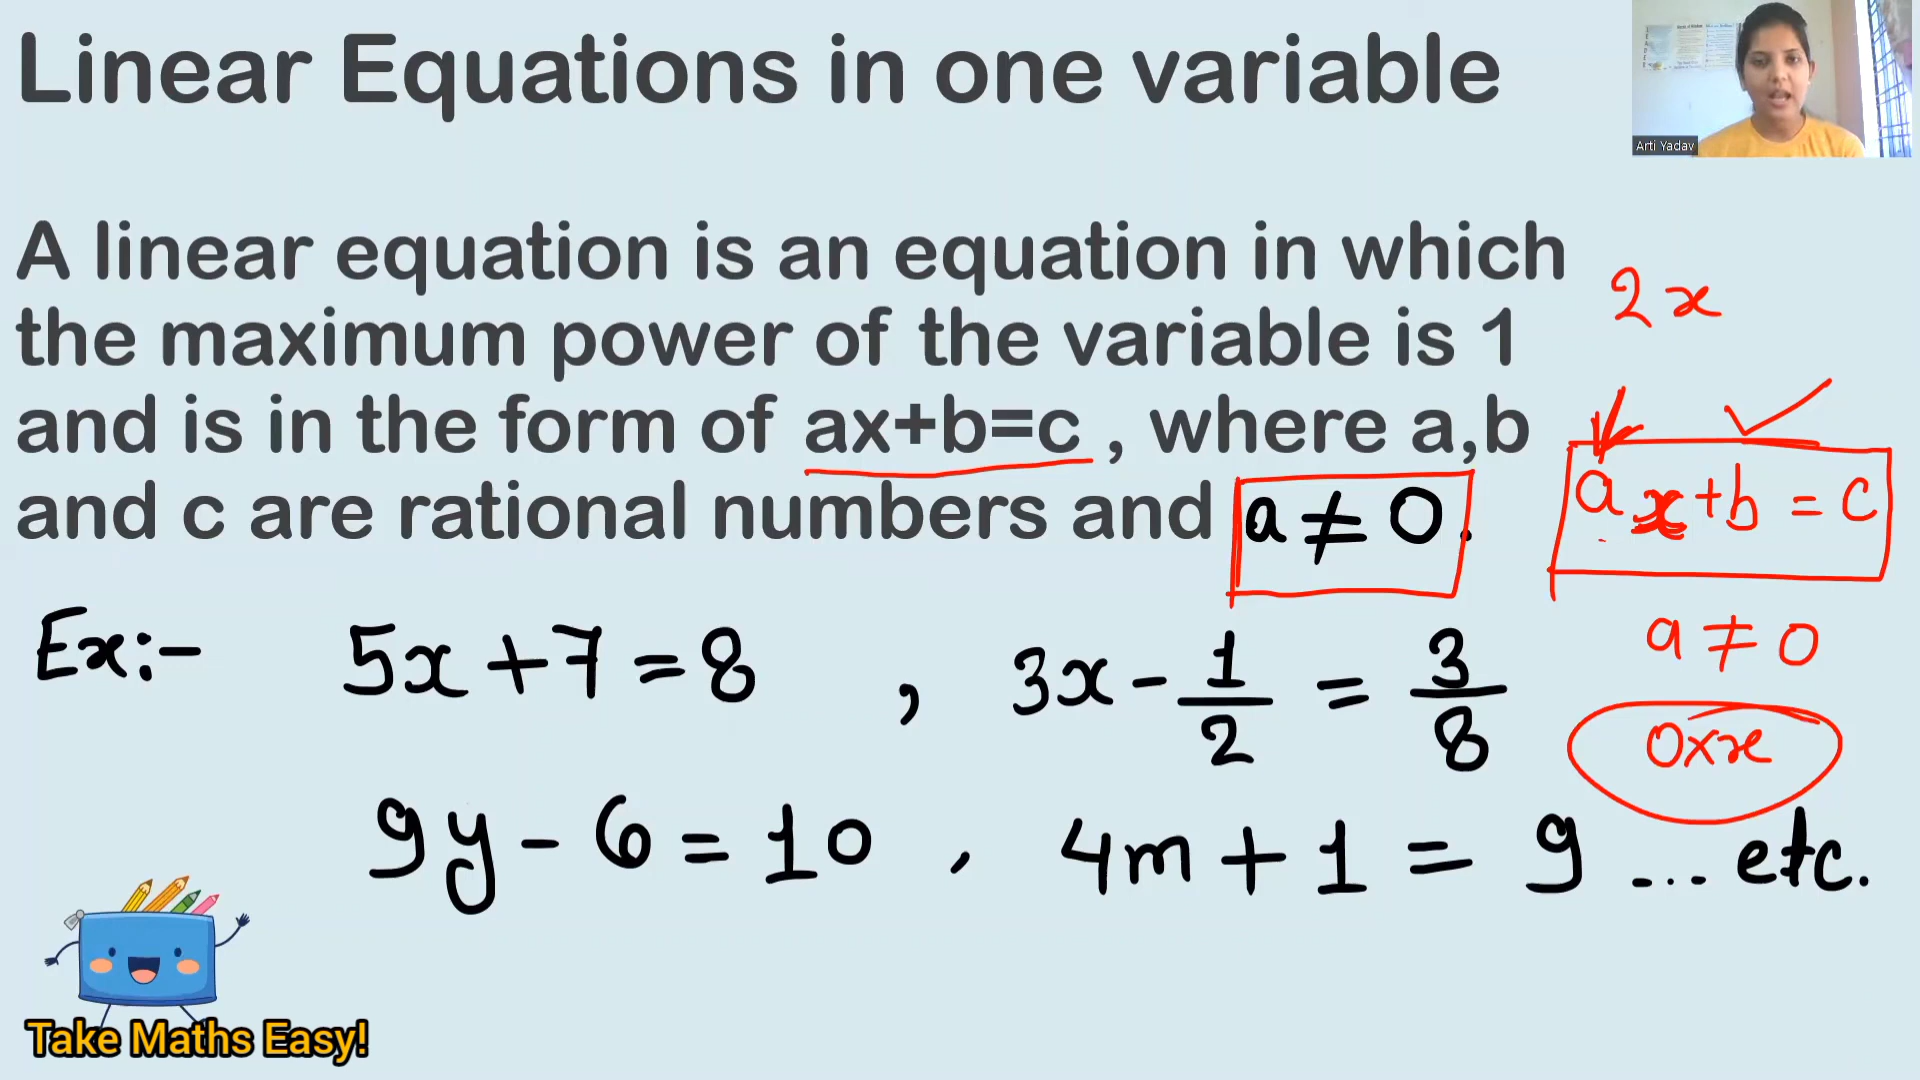 Linear Equations in one variable
Arti Yadav
A linear equation is an equation in which
the maximum power of the variable is 1
and is in the form of ax+b=c , where a,b
and c are rational numbers and a ≠ 0.
2x
ax+b = c
a ≠ 0
0×x
Ex:- 5x+7=8 , 3x - 1/2 = 3/8
9y - 6 = 10 , 4m + 1 = 9 ... etc.
Take Maths Easy!